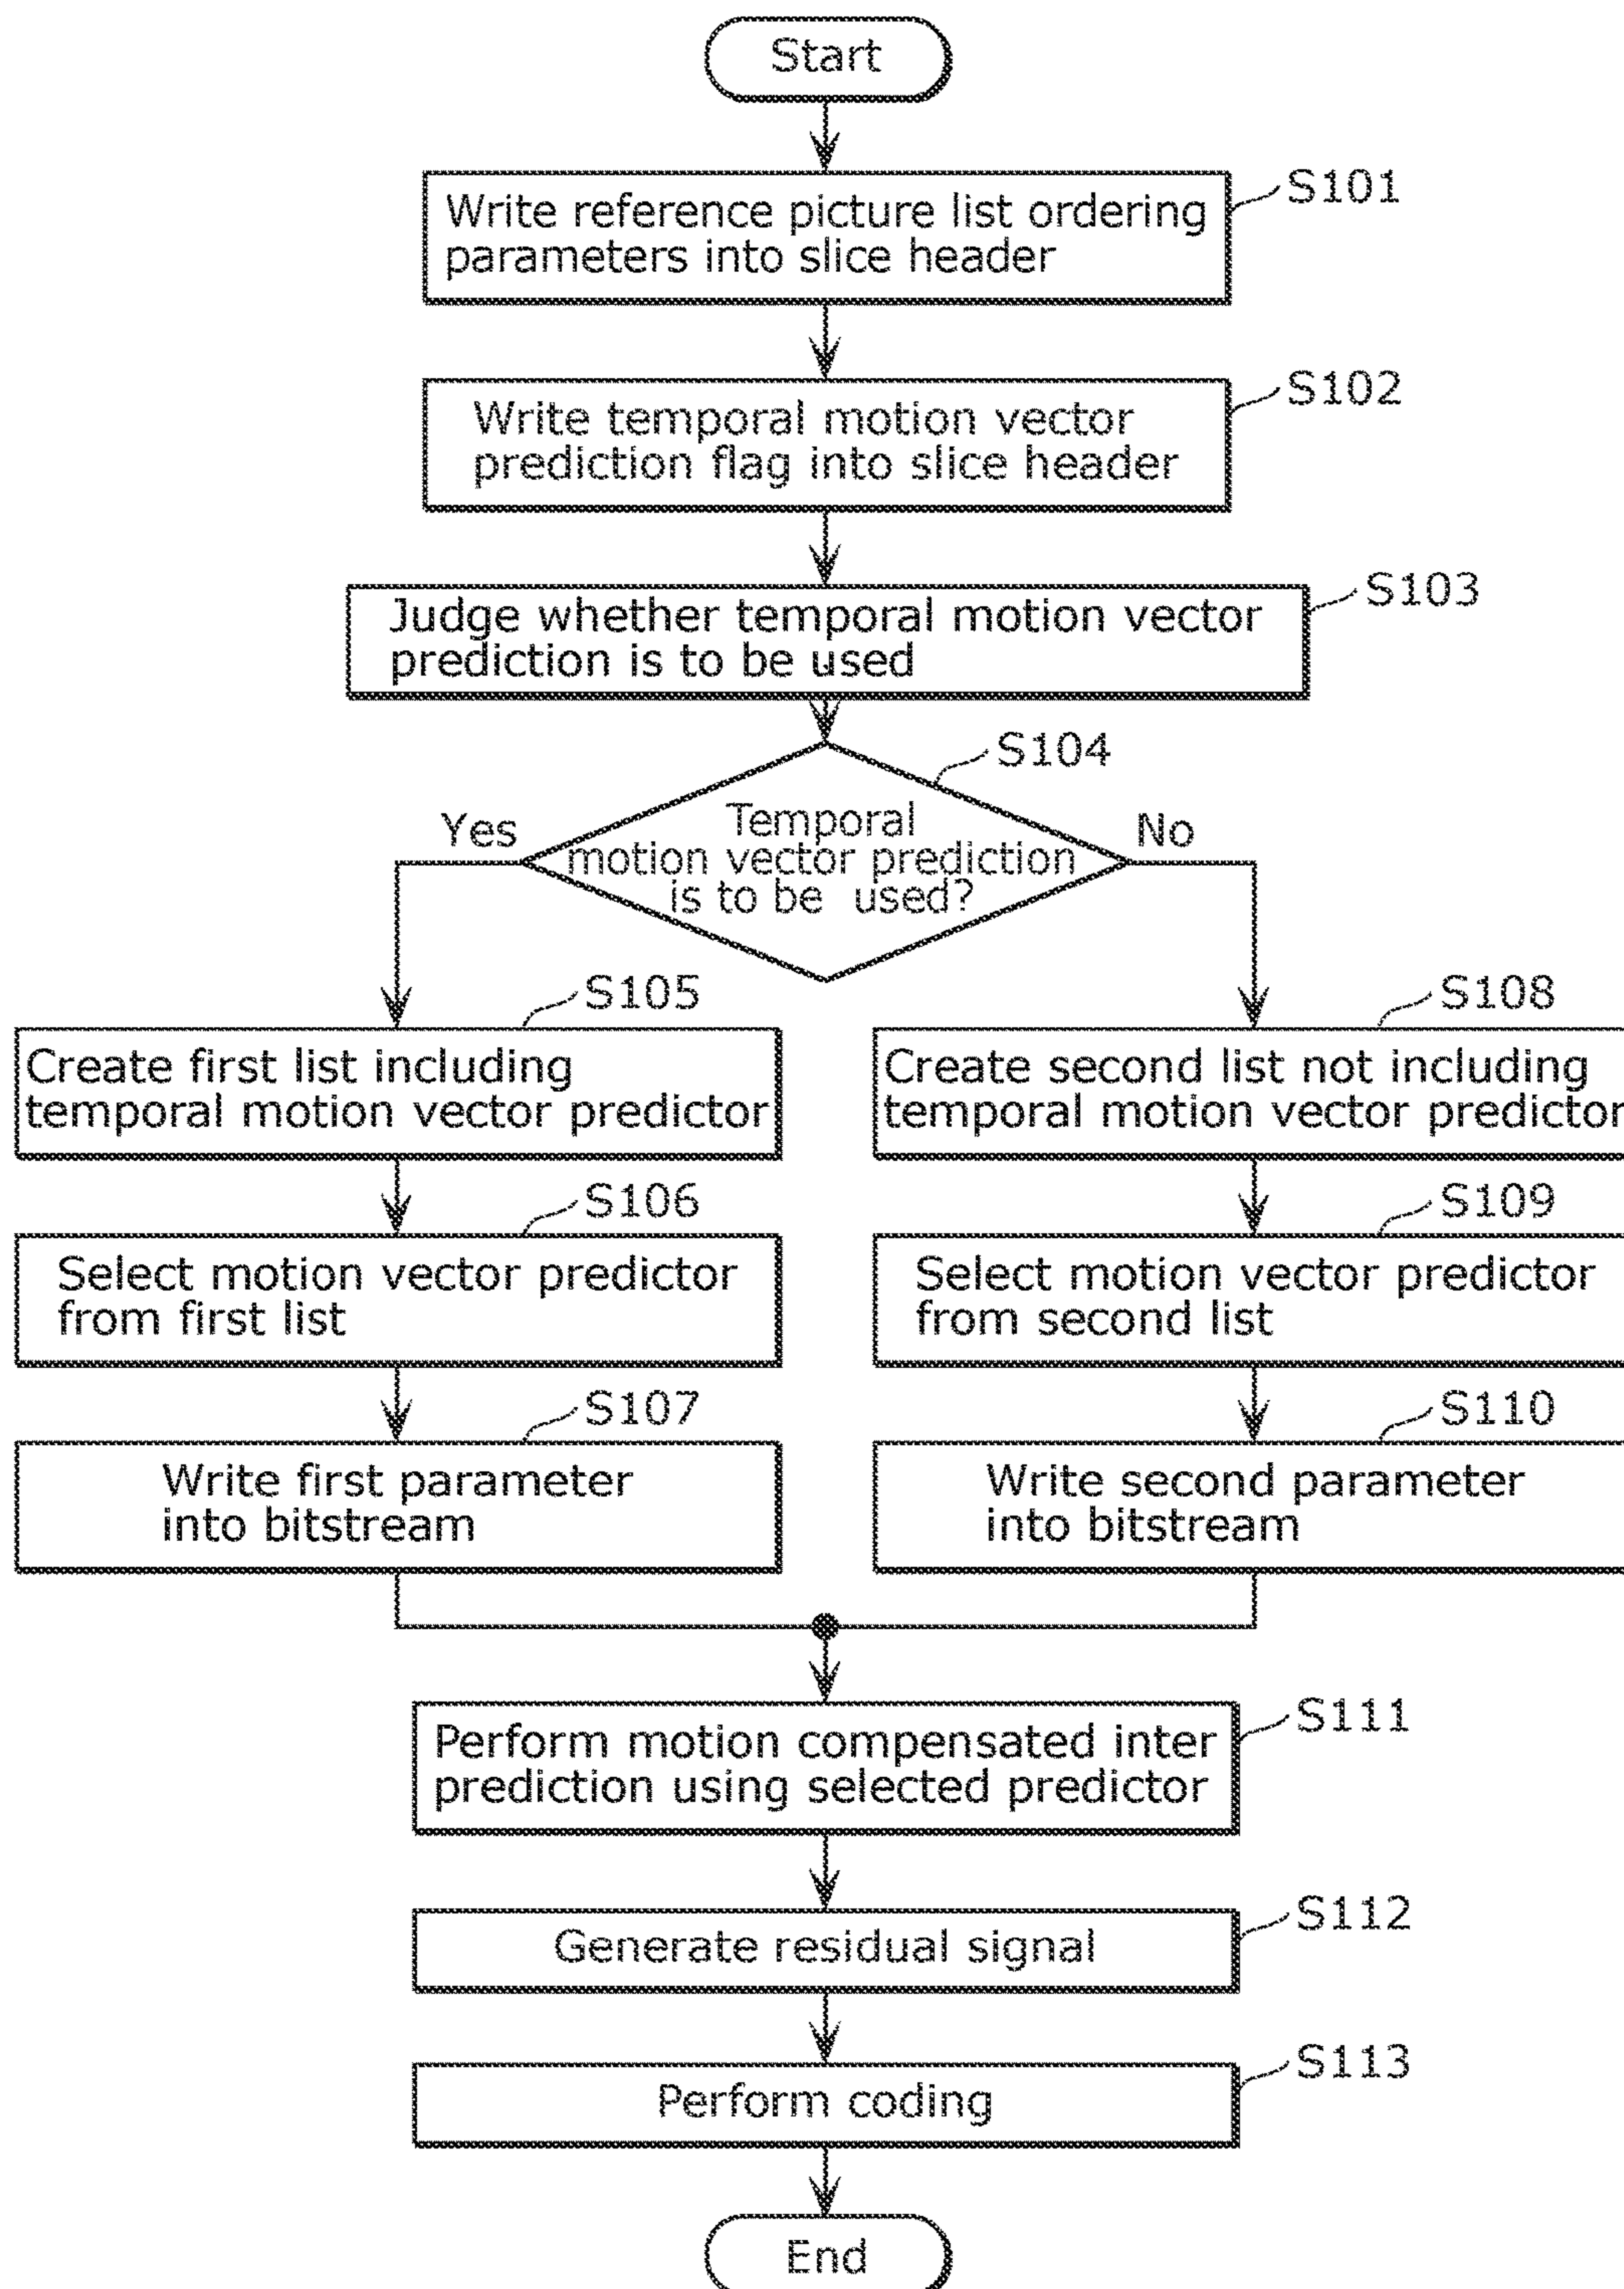 Start
S101
Write reference picture list ordering
parameters into slice header
S102
Write temporal motion vector
prediction flag into slice header
S103
Judge whether temporal motion vector
prediction is to be used
S104
Yes
No
Temporal
motion vector prediction
is to be used?
S105
Create first list including
temporal motion vector predictor
S108
Create second list not including
temporal motion vector predictor
S106
Select motion vector predictor
from first list
S109
Select motion vector predictor
from second list
S107
Write first parameter
into bitstream
S110
Write second parameter
into bitstream
S111
Perform motion compensated inter
prediction using selected predictor
S112
Generate residual signal
S113
Perform coding
End